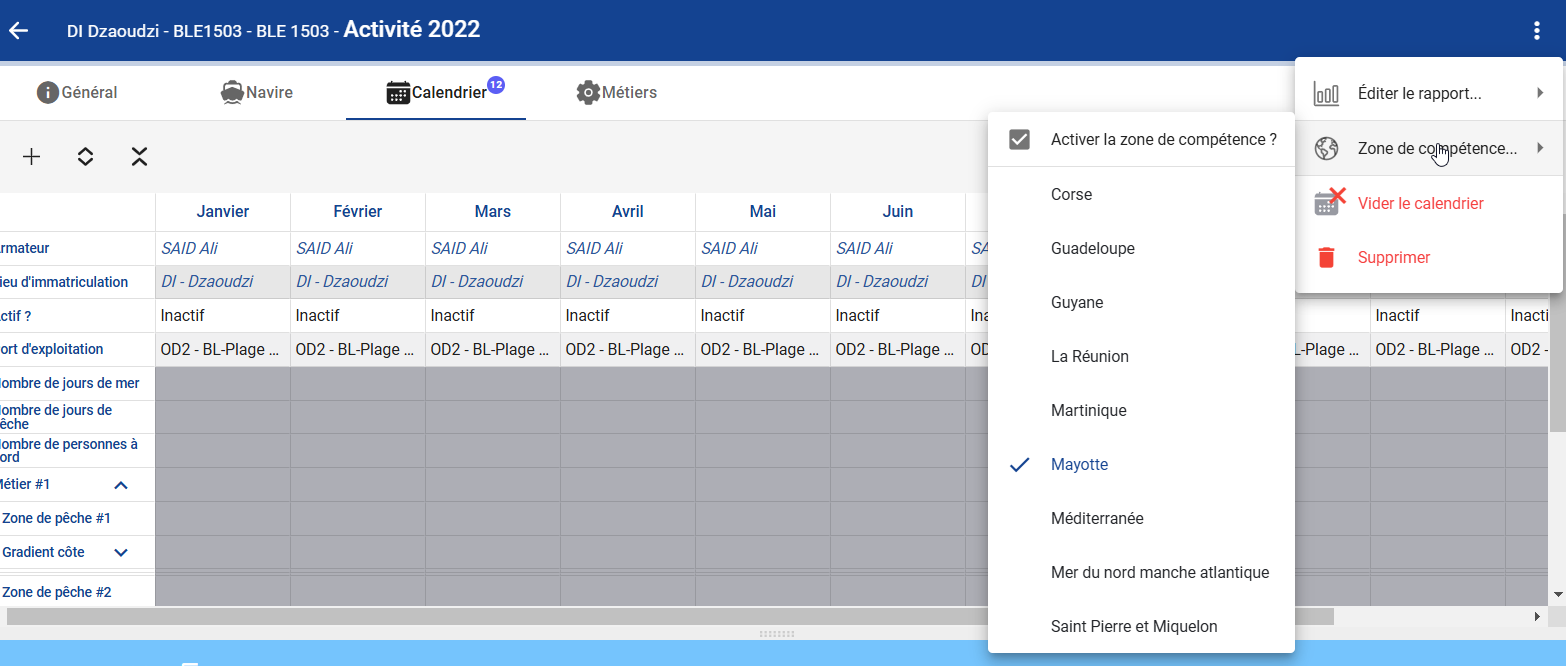 DI Dzaoudzi - BLE1503 - BLE 1503 - Activité 2022
Général
Navire
Calendrier 12
Métiers
Éditer le rapport...
Zone de compétence...
Vider le calendrier
Supprimer
Activer la zone de compétence ?
Corse
Guadeloupe
Guyane
La Réunion
Martinique
Mayotte
Méditerranée
Mer du nord manche atlantique
Saint Pierre et Miquelon
Janvier Février Mars Avril Mai Juin
rmateur SAID Ali SAID Ali SAID Ali SAID Ali SAID Ali SAID Ali SA
ieu d'immatriculation DI - Dzaoudzi DI - Dzaoudzi DI - Dzaoudzi DI - Dzaoudzi DI - Dzaoudzi DI - Dzaoudzi DI
ctif ? Inactif Inactif Inactif Inactif Inactif Inactif Ina Inactif Inacti
ort d'exploitation OD2 - BL-Plage ... OD2 - BL-Plage ... OD2 - BL-Plage ... OD2 - BL-Plage ... OD2 - BL-Plage ... OD2 - BL-Plage ... OD L-Plage ... OD2 - BL-Plage ... OD2 -
ombre de jours de mer
ombre de jours de
êche
ombre de personnes à
ord
Métier #1
Zone de pêche #1
Gradient côte
Zone de pêche #2